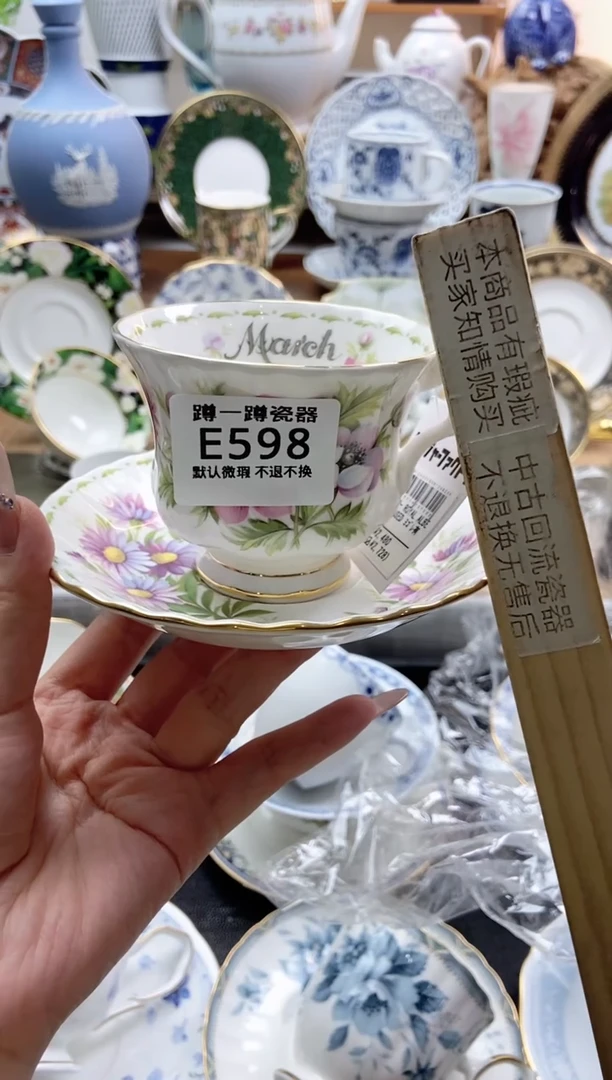 March
蹲一蹲瓷器
E598
默认微瑕 不退不换
本商品有瑕疵
买家知情购买
中古回流瓷器
不退换无售后